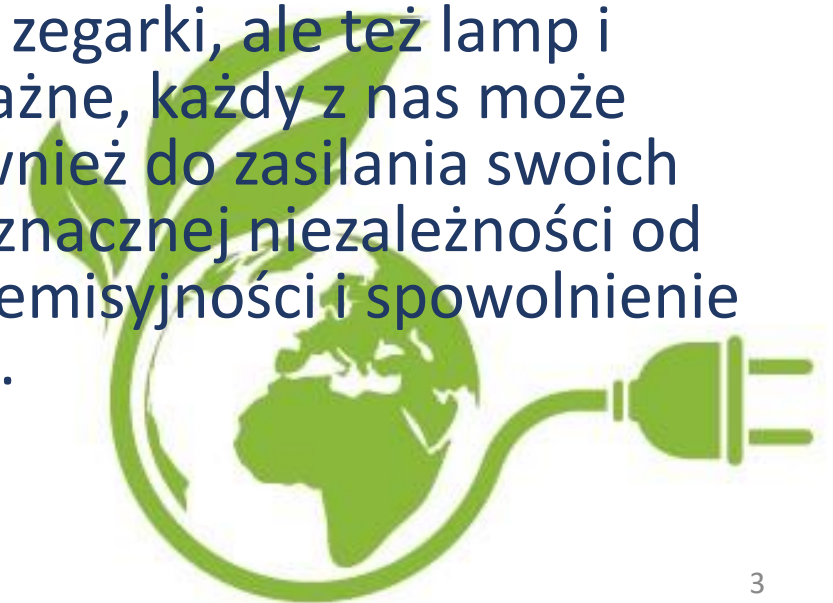 zegarki, ale też lamp i
ażne, każdy z nas może
wnież do zasilania swoich
znacznej niezależności od
emisyjności i spowolnienie
.
3